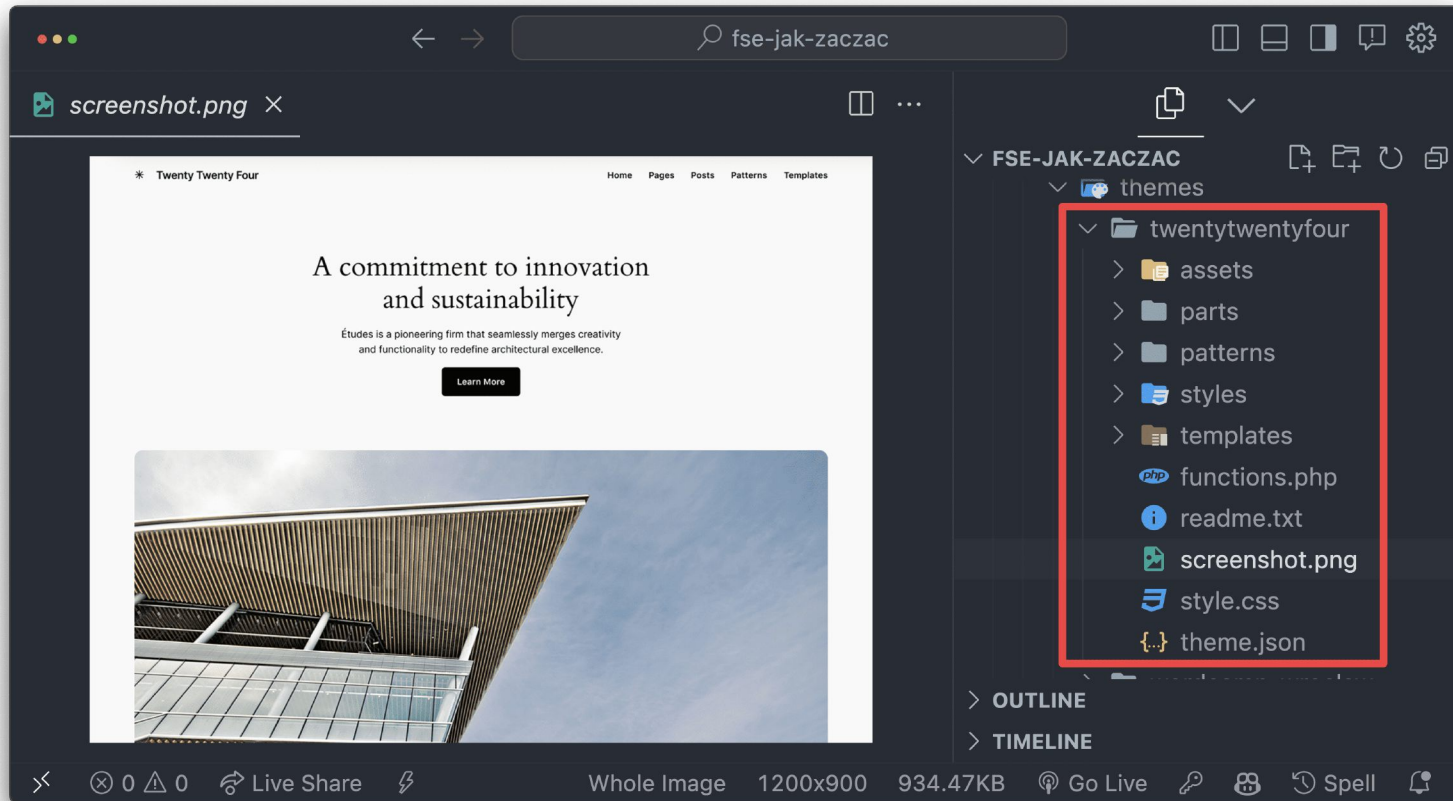 fse-jak-zaczac
screenshot.png
Twenty Twenty Four
Home Pages Posts Patterns Templates
A commitment to innovation
and sustainability
Études is a pioneering firm that seamlessly merges creativity
and functionality to redefine architectural excellence.
Learn More
FSE-JAK-ZACZAC
themes
twentytwentyfour
assets
parts
patterns
styles
templates
php functions.php
readme.txt
screenshot.png
style.css
{..} theme.json
OUTLINE
TIMELINE
0 0 Live Share Whole Image 1200x900 934.47KB Go Live Spell